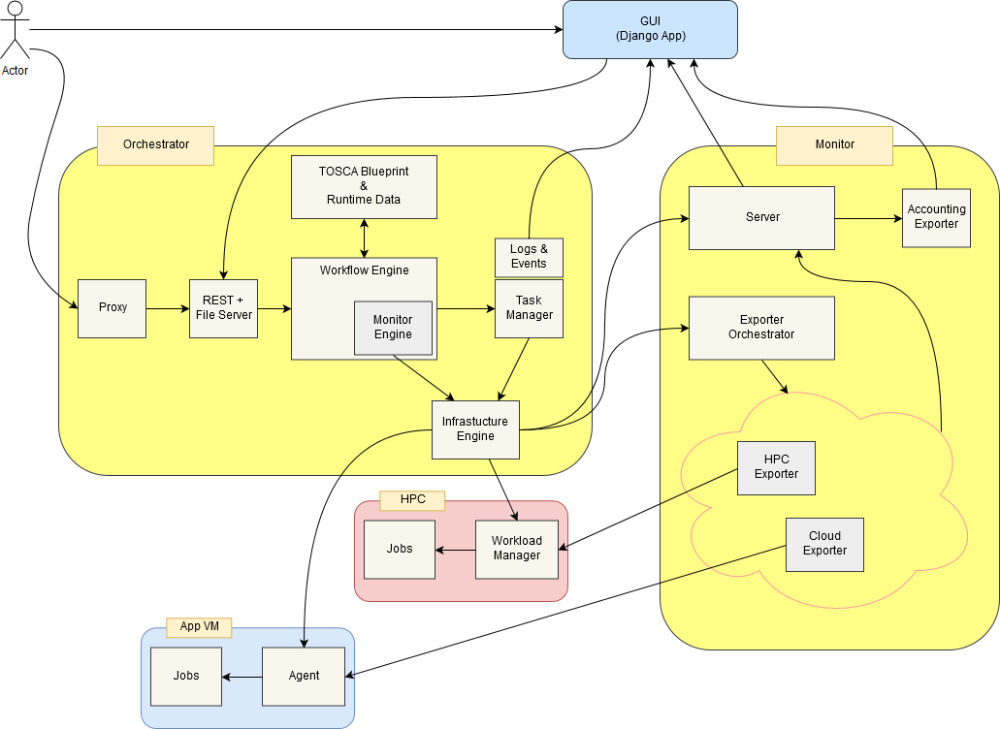 GUI
(Django App)
Actor
Orchestrator
Monitor
TOSCA Blueprint
&
Runtime Data
Server
Accounting
Exporter
Logs &
Events
Workflow Engine
Proxy
REST +
File Server
Monitor
Engine
Task
Manager
Exporter
Orchestrator
Infrastucture
Engine
HPC
Exporter
HPC
Jobs
Workload
Manager
Cloud
Exporter
App VM
Jobs
Agent